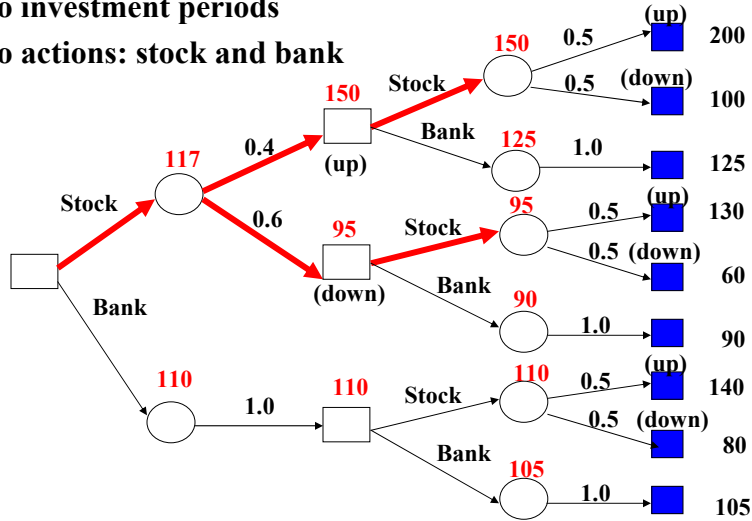 o investment periods
o actions: stock and bank
(up)
200
0.5
150
Stock
0.5
(down)
100
150
Bank
125
1.0
125
0.4
(up)
117
Stock
0.6
95
Stock
95
0.5
(up)
130
0.5
(down)
60
(down)
Bank
90
1.0
90
Bank
110
1.0
110
Stock
110
0.5
(up)
140
0.5
(down)
80
Bank
105
1.0
105